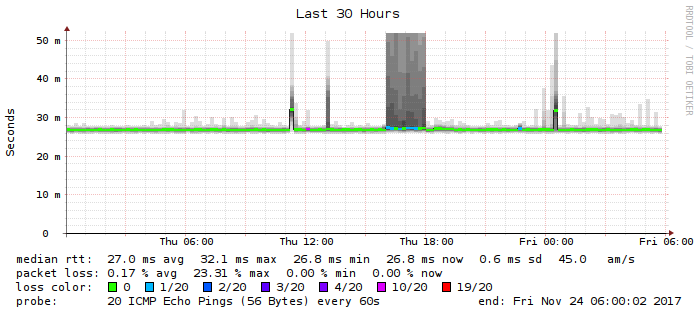 Last 30 Hours
RRDTOOL / TOBI OETIKER
Seconds
50 m
40 m
30 m
20 m
10 m
0
Thu 06:00 Thu 12:00 Thu 18:00 Fri 00:00 Fri 06:00
median rtt: 27.0 ms avg 32.1 ms max 26.8 ms min 26.8 ms now 0.6 ms sd 45.0 am/s
packet loss: 0.17 % avg 23.31 % max 0.00 % min 0.00 % now
loss color: 0 1/20 2/20 3/20 4/20 10/20 19/20
probe: 20 ICMP Echo Pings (56 Bytes) every 60s end: Fri Nov 24 06:00:02 2017